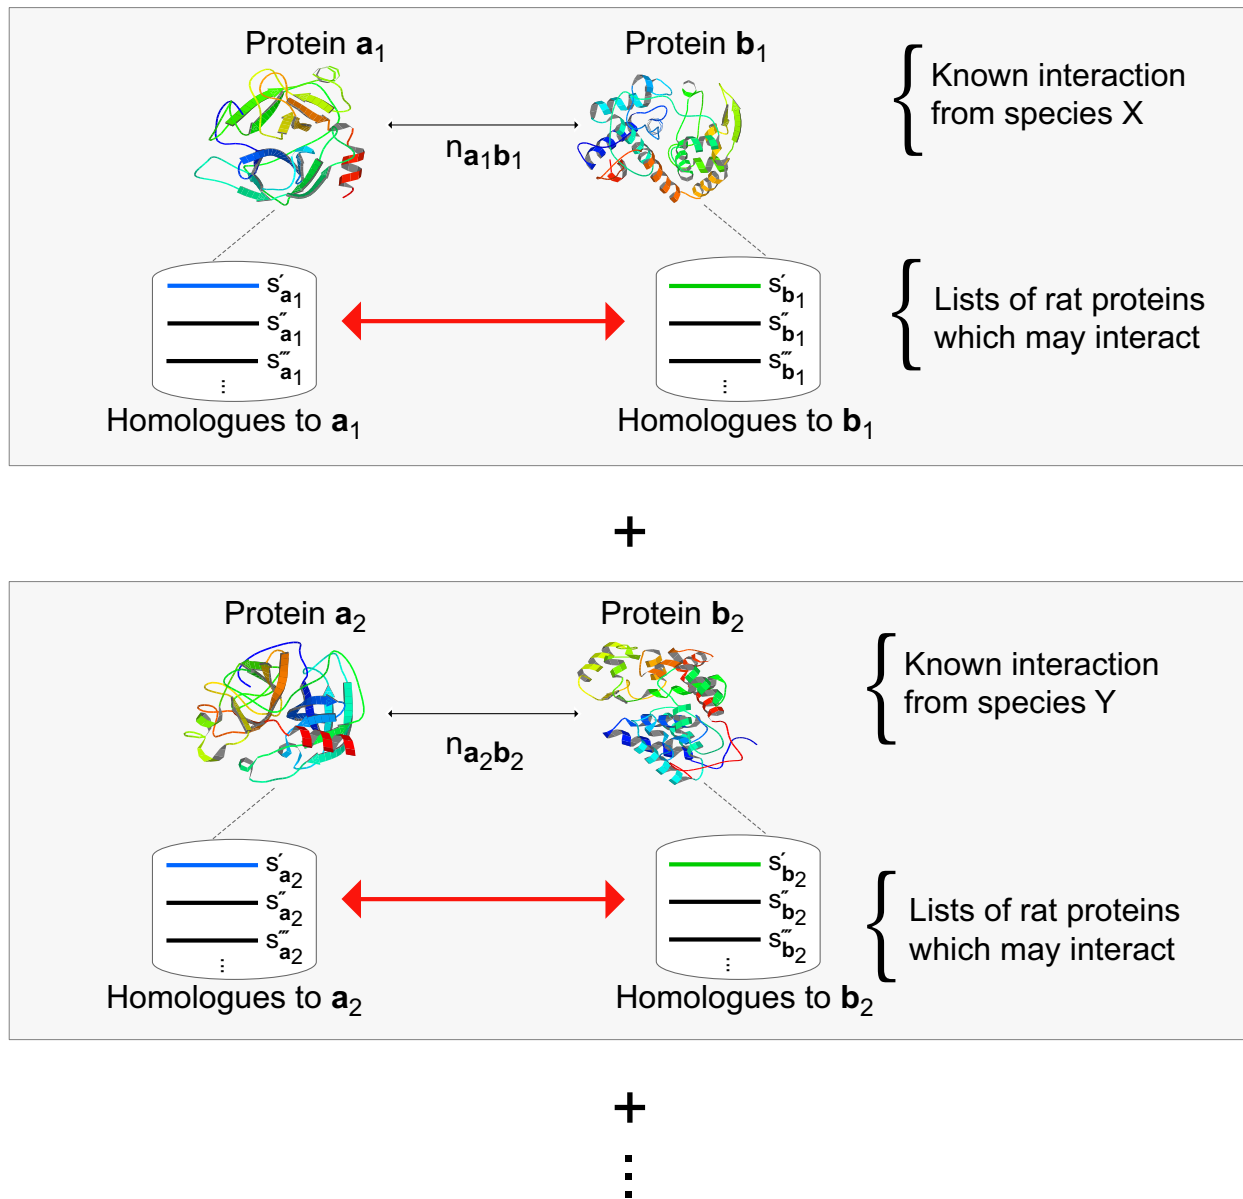 Protein a₁ Protein b₁
Known interaction
from species X
n a₁b₁
s′a₁ s′b₁
s″a₁ s″b₁
s‴a₁ s‴b₁
⋮ ⋮
Lists of rat proteins
which may interact
Homologues to a₁ Homologues to b₁
+
Protein a₂ Protein b₂
Known interaction
from species Y
n a₂b₂
s′a₂ s′b₂
s″a₂ s″b₂
s‴a₂ s‴b₂
⋮ ⋮
Lists of rat proteins
which may interact
Homologues to a₂ Homologues to b₂
+
⋮